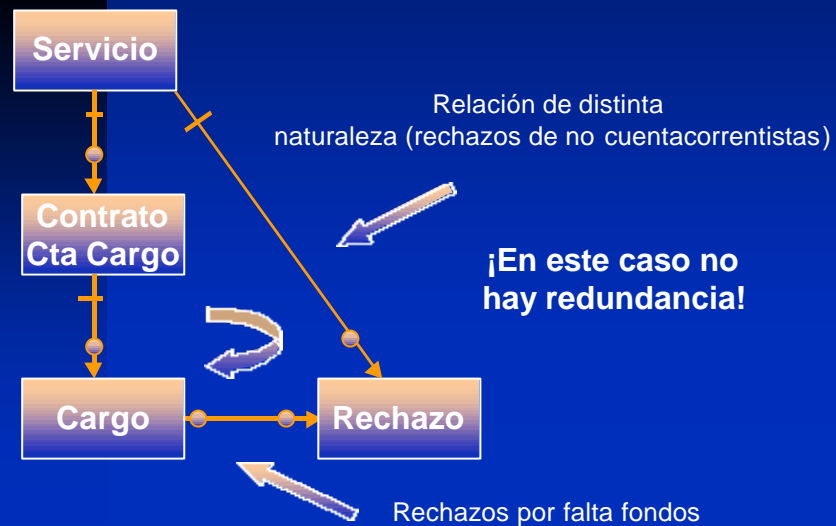 Servicio
Relación de distinta
naturaleza (rechazos de no cuentacorrentistas)
Contrato
Cta Cargo
¡En este caso no
hay redundancia!
Cargo
Rechazo
Rechazos por falta fondos